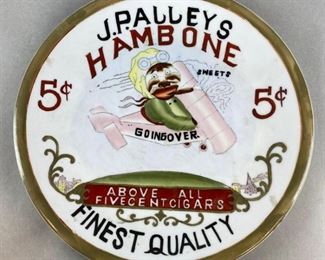 J.PALLEYS
HAMBONE
SWEETS
5¢ 5¢
GOINGOVER.
ABOVE ALL
FIVECENTCIGARS
FINEST QUALITY